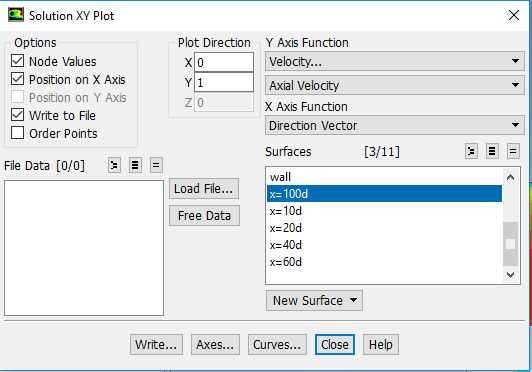 Solution XY Plot
Options
Node Values
Position on X Axis
Position on Y Axis
Write to File
Order Points
Plot Direction
X 0
Y 1
Z 0
Y Axis Function
Velocity...
Axial Velocity
X Axis Function
Direction Vector
File Data [0/0]
Load File...
Free Data
Surfaces [3/11]
wall
x=100d
x=10d
x=20d
x=40d
x=60d
New Surface
Write... Axes... Curves... Close Help